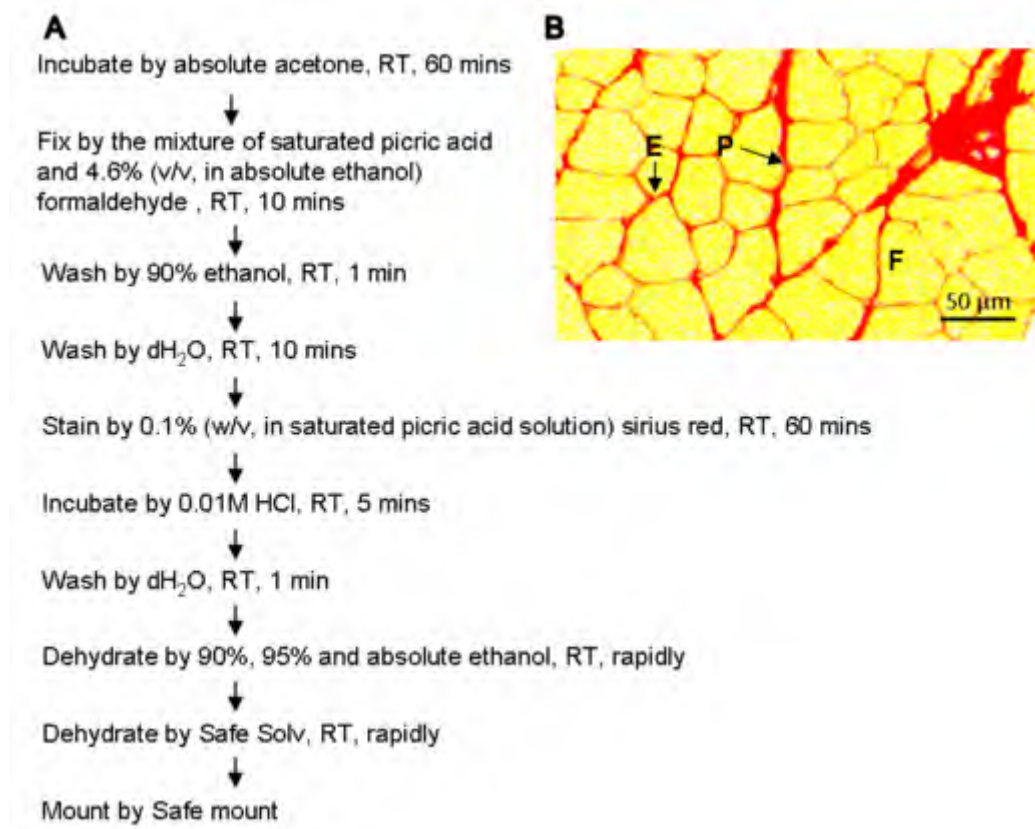 A
Incubate by absolute acetone, RT, 60 mins
Fix by the mixture of saturated picric acid
and 4.6% (v/v, in absolute ethanol)
formaldehyde , RT, 10 mins
Wash by 90% ethanol, RT, 1 min
Wash by dH₂O, RT, 10 mins
Stain by 0.1% (w/v, in saturated picric acid solution) sirius red, RT, 60 mins
Incubate by 0.01M HCl, RT, 5 mins
Wash by dH₂O, RT, 1 min
Dehydrate by 90%, 95% and absolute ethanol, RT, rapidly
Dehydrate by Safe Solv, RT, rapidly
Mount by Safe mount
B
E
P
F
50 μm